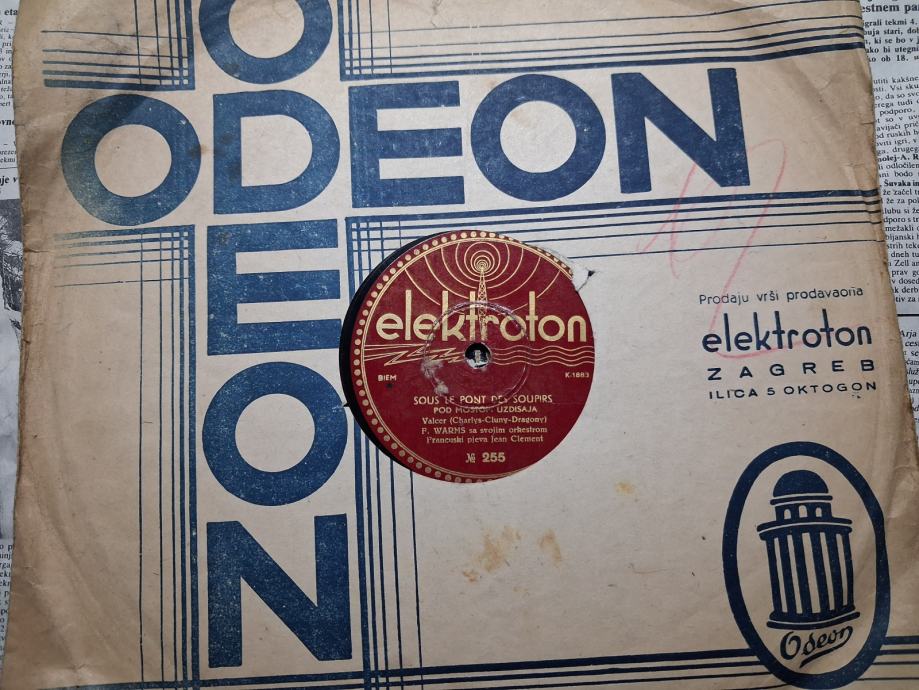 ODEON
ODEON
elektroton
BIEM
K-1883
SOUS LE PONT DES SOUPIRS
POD MOSTOM UZDISAJA
Valcer (Charlys-Cluny-Dragony)
F. WARMS sa svojim orkestrom
Francuski pjeva Jean Clement
№ 255
Prodaju vrši prodavaona
elektroton
ZAGREB
ILICA 5 OKTOGON
Odeon